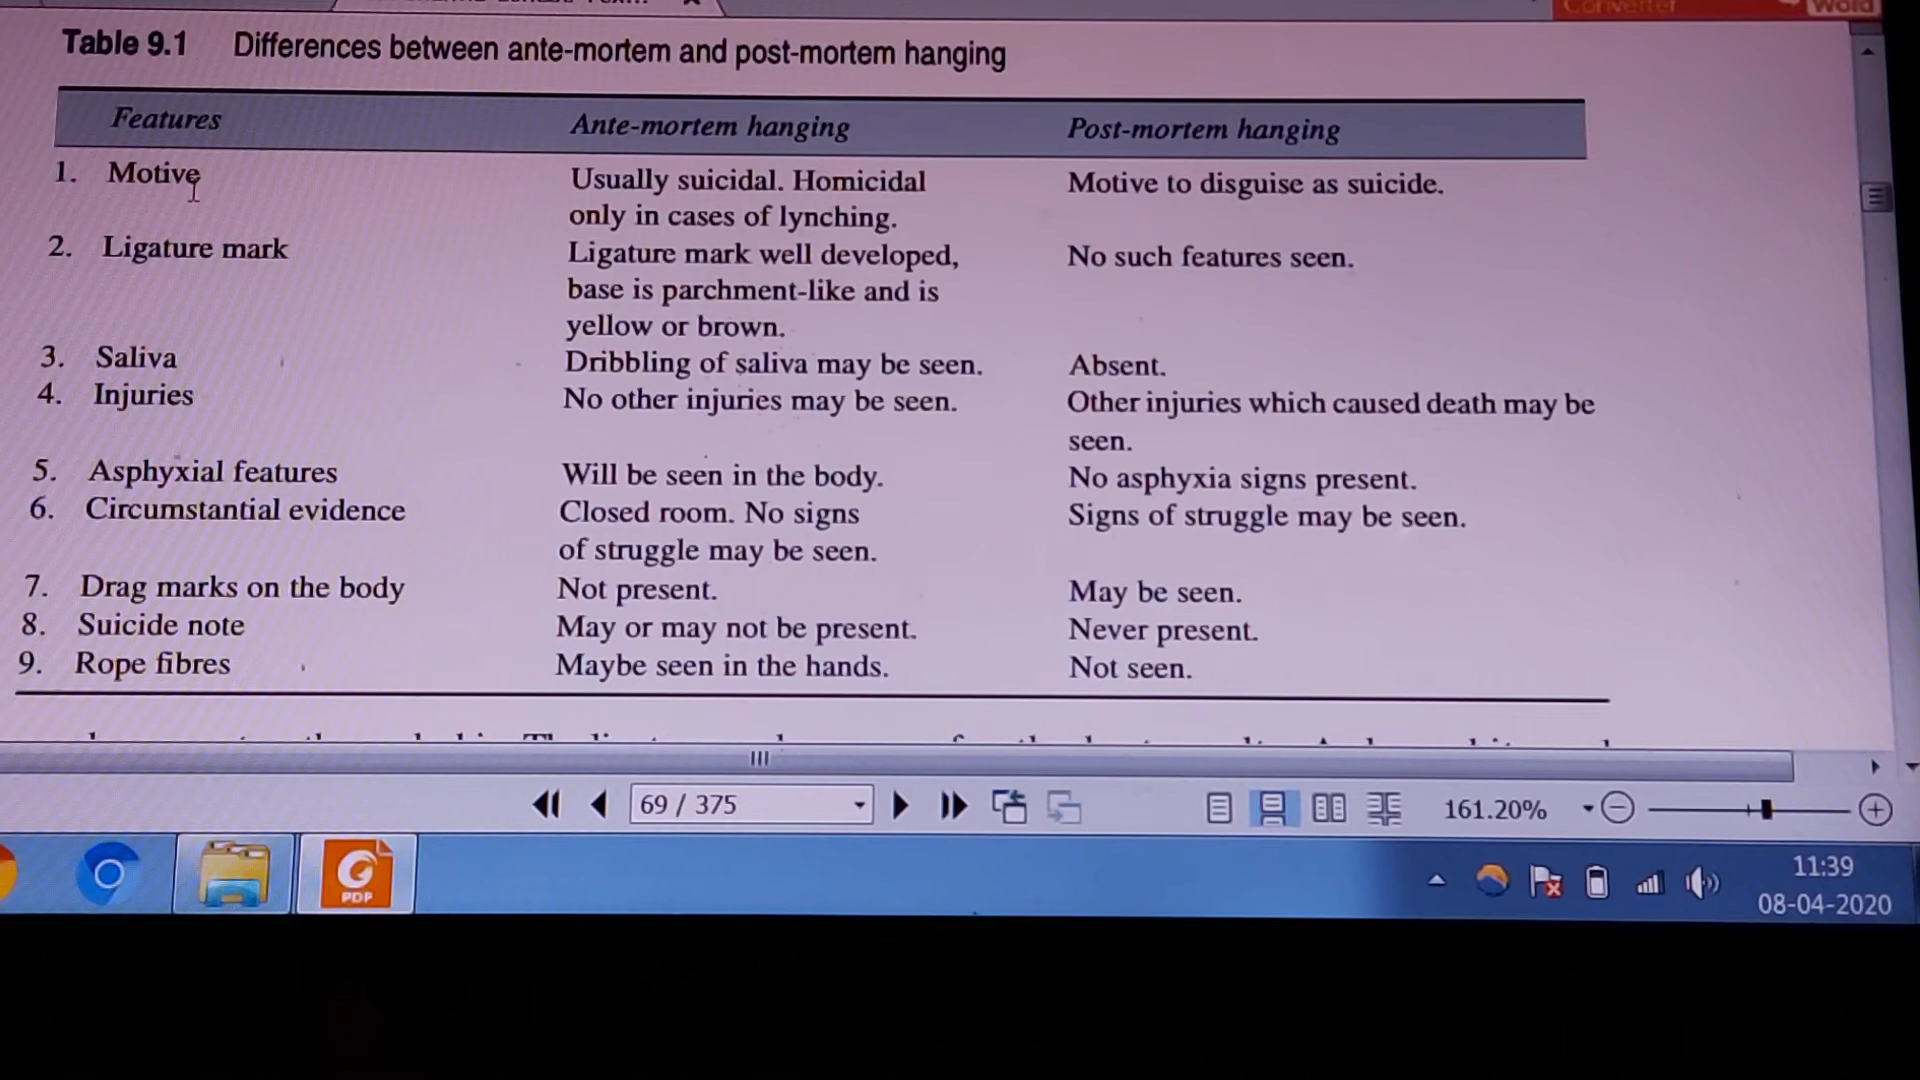 Converter
Word
Table 9.1 Differences between ante-mortem and post-mortem hanging
Features Ante-mortem hanging Post-mortem hanging
1. Motive Usually suicidal. Homicidal Motive to disguise as suicide.
only in cases of lynching.
2. Ligature mark Ligature mark well developed, No such features seen.
base is parchment-like and is
yellow or brown.
3. Saliva Dribbling of saliva may be seen. Absent.
4. Injuries No other injuries may be seen. Other injuries which caused death may be
seen.
5. Asphyxial features Will be seen in the body. No asphyxia signs present.
6. Circumstantial evidence Closed room. No signs Signs of struggle may be seen.
of struggle may be seen.
7. Drag marks on the body Not present. May be seen.
8. Suicide note May or may not be present. Never present.
9. Rope fibres Maybe seen in the hands. Not seen.
69 / 375
161.20%
PDF
11:39
08-04-2020